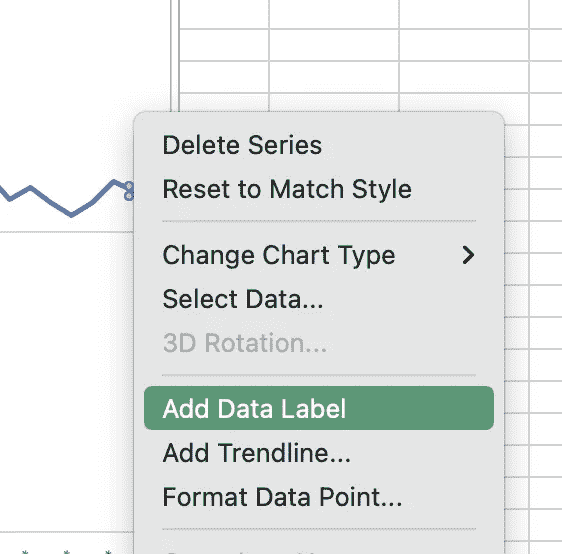 Delete Series
Reset to Match Style
Change Chart Type
Select Data...
3D Rotation...
Add Data Label
Add Trendline...
Format Data Point...